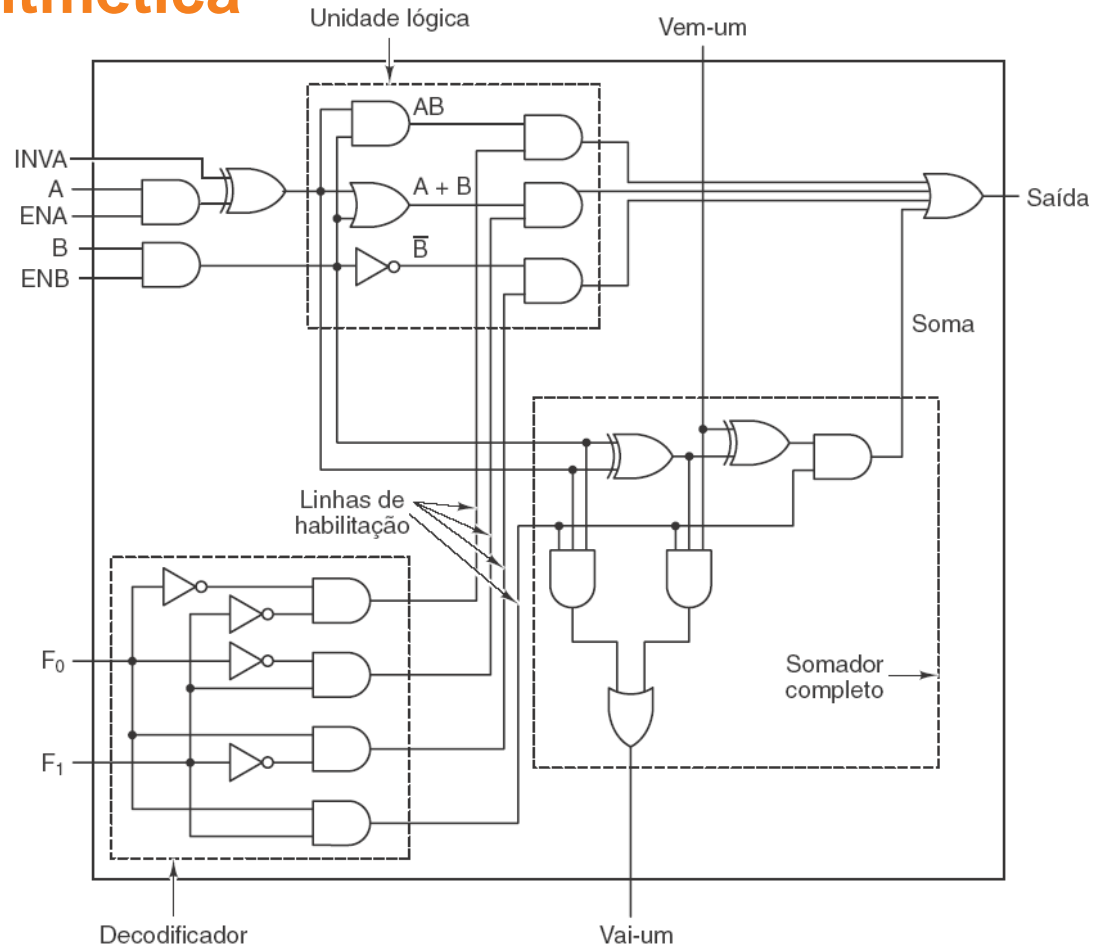 itmética
Unidade lógica
Vem-um
INVA
A
ENA
B
ENB
AB
A + B
B̅
Saída
Soma
Linhas de
habilitação
F₀
F₁
Somador
completo
Decodificador
Vai-um